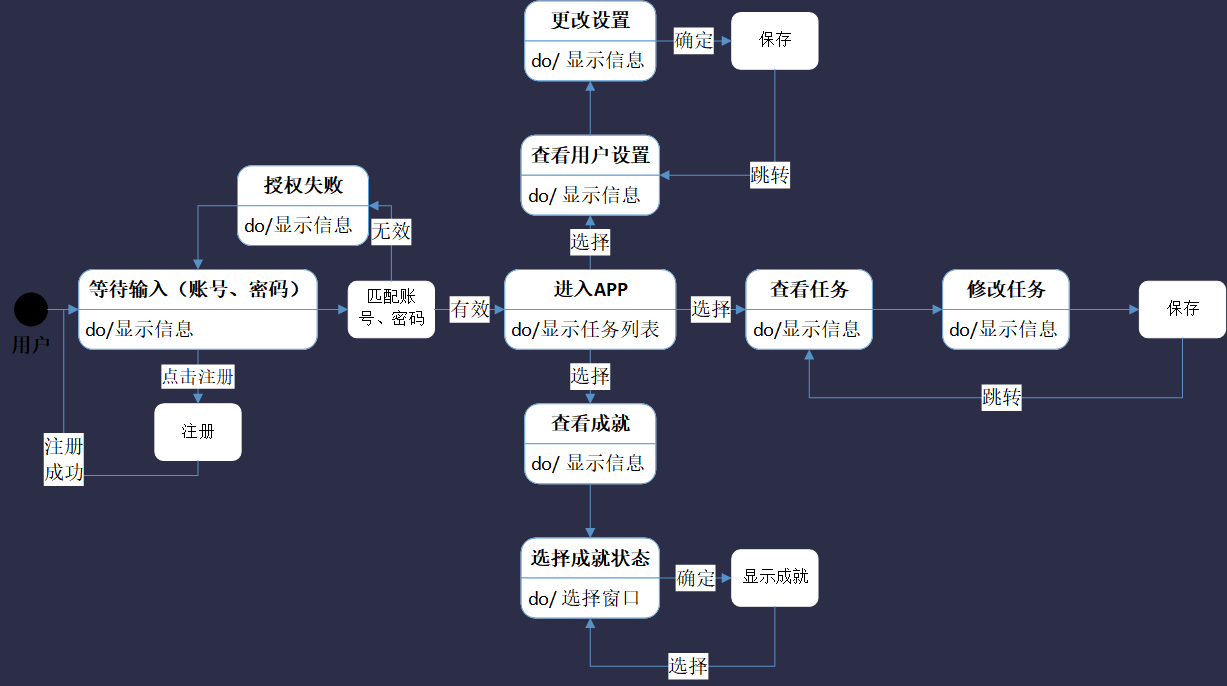 更改设置
do/ 显示信息
确定
保存
查看用户设置
do/ 显示信息
跳转
授权失败
do/显示信息
无效
选择
用户
等待输入（账号、密码）
do/显示信息
匹配账
号、密码
有效
进入APP
do/显示任务列表
选择
查看任务
do/显示信息
修改任务
do/显示信息
保存
跳转
点击注册
注册
注册
成功
选择
查看成就
do/ 显示信息
选择成就状态
do/ 选择窗口
确定
显示成就
选择